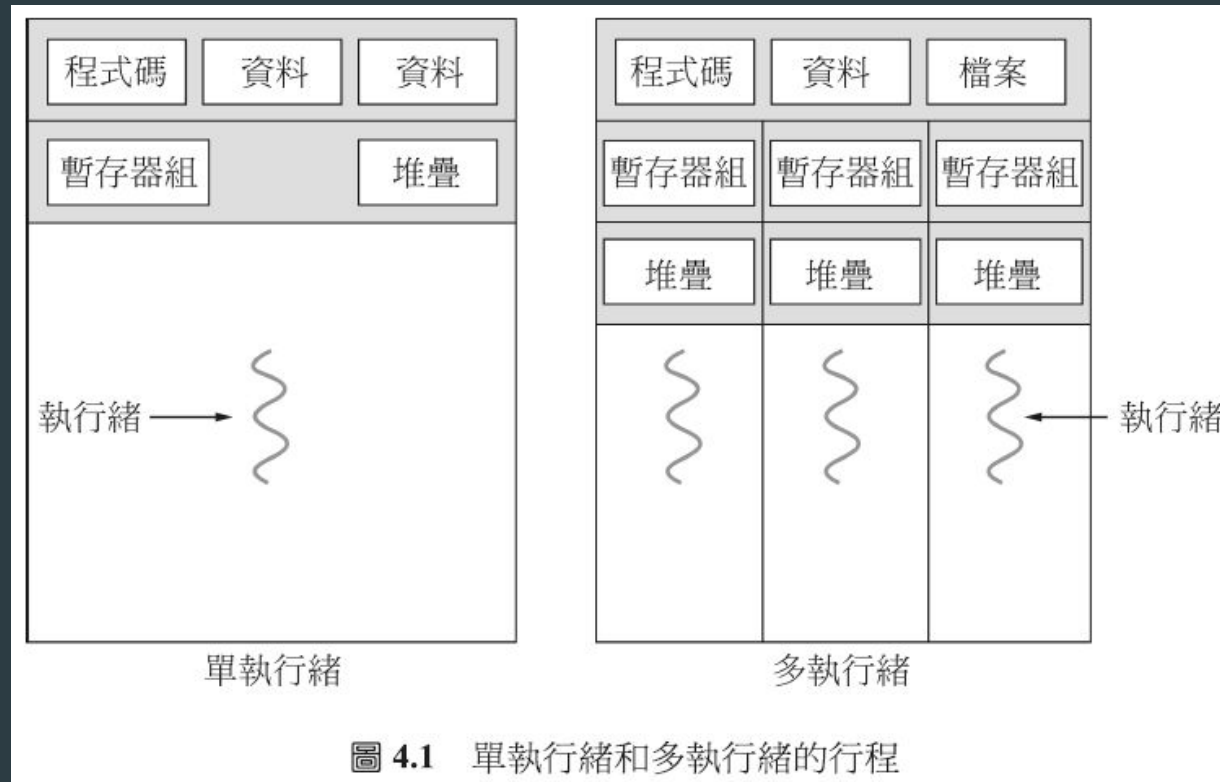 程式碼 資料 資料
暫存器組 堆疊
執行緒
單執行緒
程式碼 資料 檔案
暫存器組 暫存器組 暫存器組
堆疊 堆疊 堆疊
執行緒
多執行緒
圖 4.1 單執行緒和多執行緒的行程